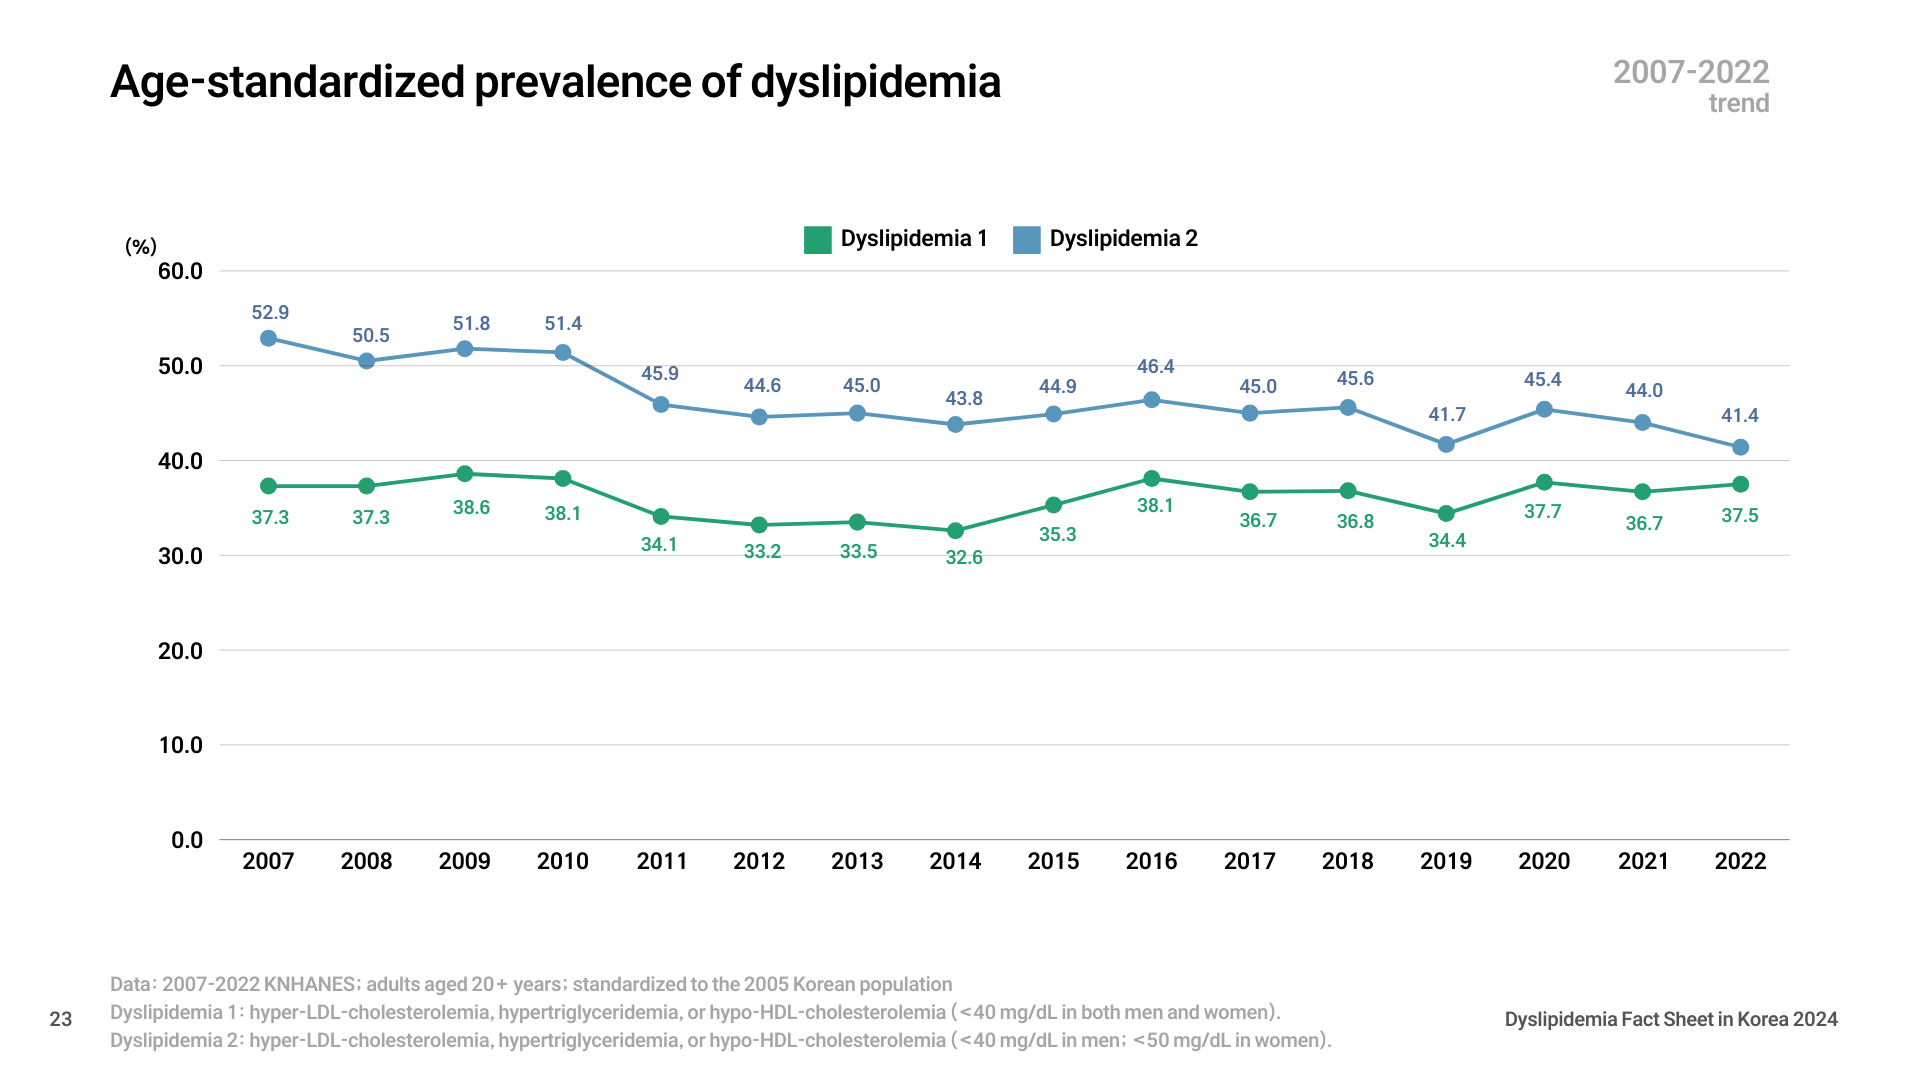 Age-standardized prevalence of dyslipidemia
2007-2022
trend
Dyslipidemia 1 Dyslipidemia 2
(%)
60.0
50.0
40.0
30.0
20.0
10.0
0.0
52.9 50.5 51.8 51.4 45.9 44.6 45.0 43.8 44.9 46.4 45.0 45.6 41.7 45.4 44.0 41.4
37.3 37.3 38.6 38.1 34.1 33.2 33.5 32.6 35.3 38.1 36.7 36.8 34.4 37.7 36.7 37.5
2007 2008 2009 2010 2011 2012 2013 2014 2015 2016 2017 2018 2019 2020 2021 2022
Data: 2007-2022 KNHANES; adults aged 20+ years; standardized to the 2005 Korean population
Dyslipidemia 1: hyper-LDL-cholesterolemia, hypertriglyceridemia, or hypo-HDL-cholesterolemia (<40 mg/dL in both men and women).
Dyslipidemia 2: hyper-LDL-cholesterolemia, hypertriglyceridemia, or hypo-HDL-cholesterolemia (<40 mg/dL in men; <50 mg/dL in women).
23
Dyslipidemia Fact Sheet in Korea 2024